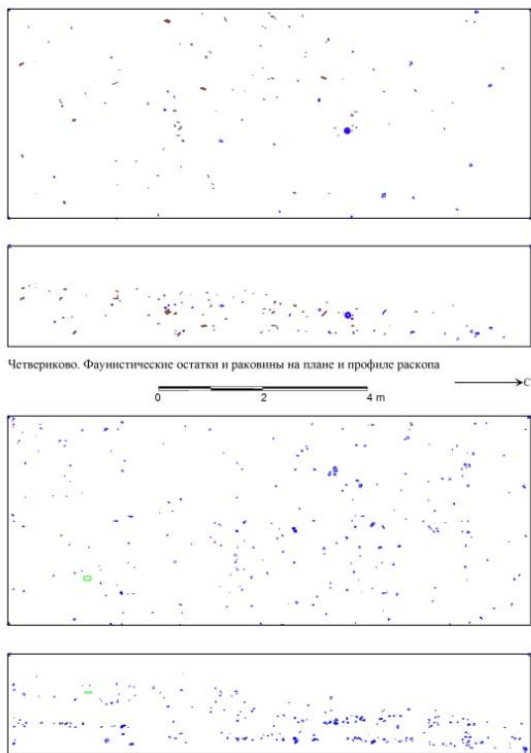 Четвериково. Фаунистические остатки и раковины на плане и профиле раскопа
С
0 2 4 m